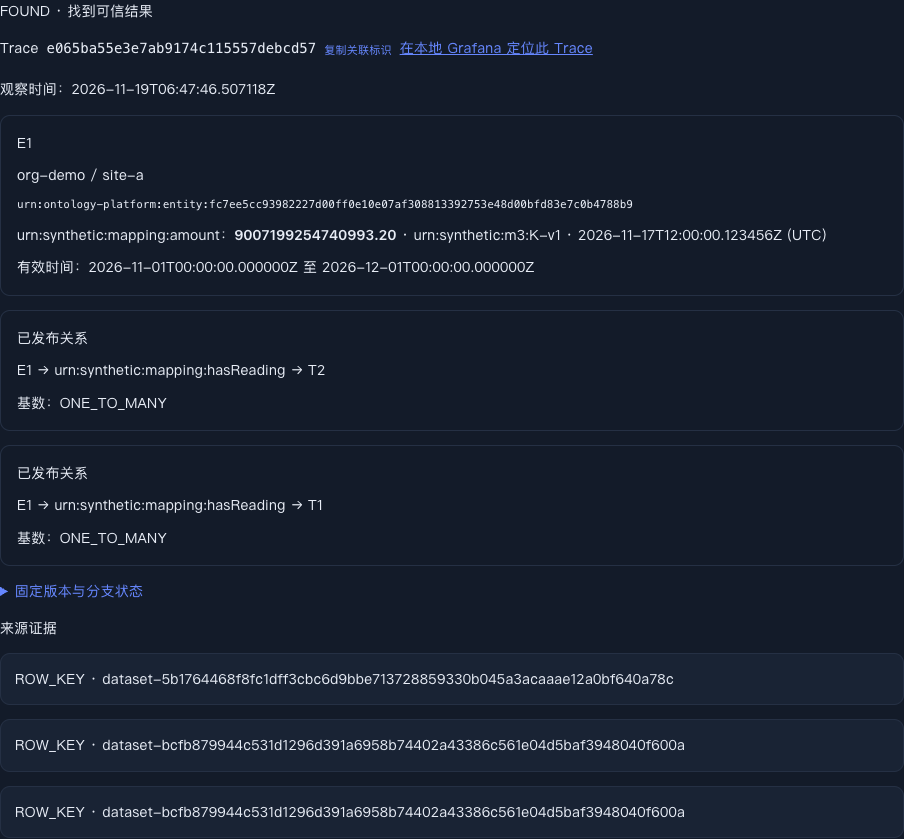 FOUND · 找到可信结果
Trace e065ba55e3e7ab9174c115557debcd57 复制关联标识 在本地 Grafana 定位此 Trace
观察时间：2026-11-19T06:47:46.507118Z
E1
org-demo / site-a
urn:ontology-platform:entity:fc7ee5cc93982227d00ff0e10e07af308813392753e48d00bfd83e7c0b4788b9
urn:synthetic:mapping:amount：9007199254740993.20 · urn:synthetic:m3:K-v1 · 2026-11-17T12:00:00.123456Z (UTC)
有效时间：2026-11-01T00:00:00.000000Z 至 2026-12-01T00:00:00.000000Z
已发布关系
E1 → urn:synthetic:mapping:hasReading → T2
基数：ONE_TO_MANY
已发布关系
E1 → urn:synthetic:mapping:hasReading → T1
基数：ONE_TO_MANY
▶ 固定版本与分支状态
来源证据
ROW_KEY · dataset-5b1764468f8fc1dff3cbc6d9bbe713728859330b045a3acaaae12a0bf640a78c
ROW_KEY · dataset-bcfb879944c531d1296d391a6958b74402a43386c561e04d5baf3948040f600a
ROW_KEY · dataset-bcfb879944c531d1296d391a6958b74402a43386c561e04d5baf3948040f600a